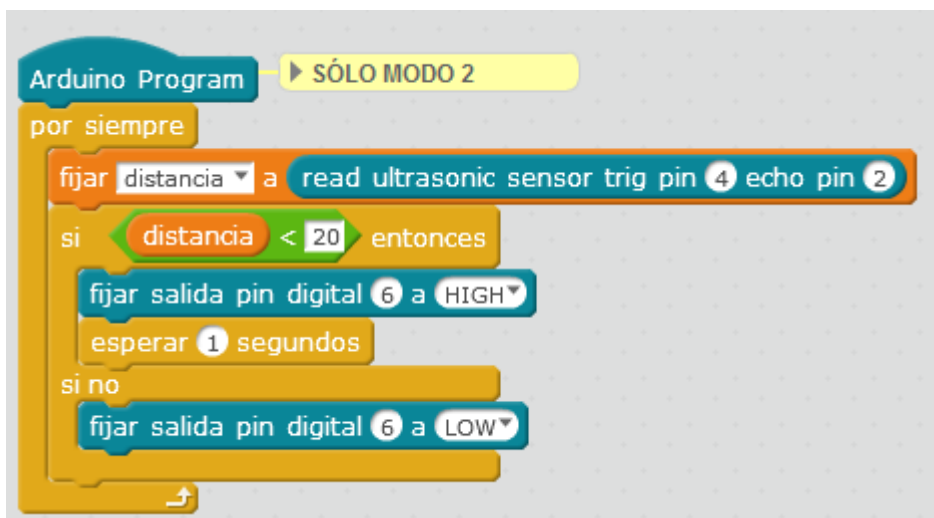 Arduino Program SÓLO MODO 2
por siempre
fijar distancia a read ultrasonic sensor trig pin 4 echo pin 2
si distancia < 20 entonces
fijar salida pin digital 6 a HIGH
esperar 1 segundos
si no
fijar salida pin digital 6 a LOW